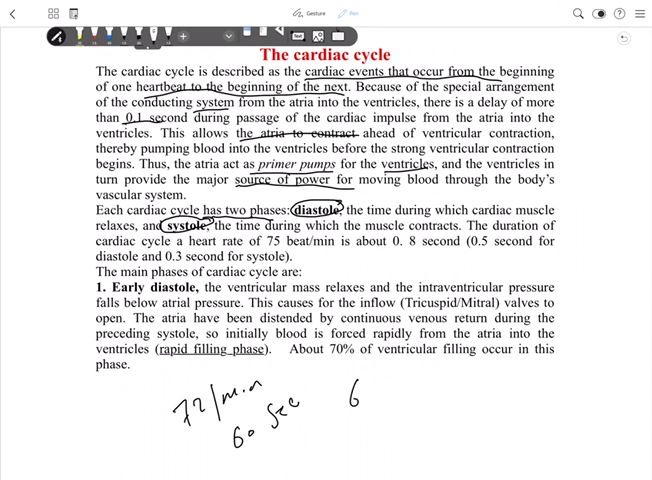 Gesture
Pen
Text
The cardiac cycle
The cardiac cycle is described as the cardiac events that occur from the beginning
of one heartbeat to the beginning of the next. Because of the special arrangement
of the conducting system from the atria into the ventricles, there is a delay of more
than 0.1 second during passage of the cardiac impulse from the atria into the
ventricles. This allows the atria to contract ahead of ventricular contraction,
thereby pumping blood into the ventricles before the strong ventricular contraction
begins. Thus, the atria act as primer pumps for the ventricles, and the ventricles in
turn provide the major source of power for moving blood through the body's
vascular system.
Each cardiac cycle has two phases: diastole, the time during which cardiac muscle
relaxes, and systole, the time during which the muscle contracts. The duration of
cardiac cycle a heart rate of 75 beat/min is about 0. 8 second (0.5 second for
diastole and 0.3 second for systole).
The main phases of cardiac cycle are:
1. Early diastole, the ventricular mass relaxes and the intraventricular pressure
falls below atrial pressure. This causes for the inflow (Tricuspid/Mitral) valves to
open. The atria have been distended by continuous venous return during the
preceding systole, so initially blood is forced rapidly from the atria into the
ventricles (rapid filling phase). About 70% of ventricular filling occur in this
phase.
72/min 6
60 sec